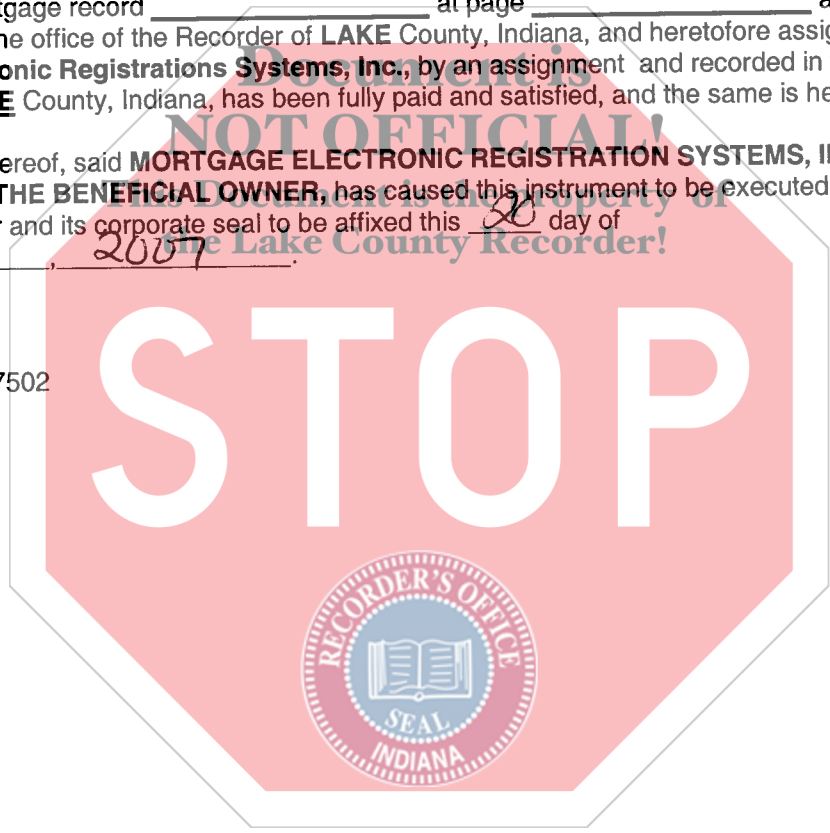 tgage record ____ at page ____ a
ne office of the Recorder of LAKE County, Indiana, and heretofore assig
onic Registrations Systems, Inc., by an assignment and recorded in
E County, Indiana, has been fully paid and satisfied, and the same is he
ereof, said MORTGAGE ELECTRONIC REGISTRATION SYSTEMS, I
THE BENEFICIAL OWNER, has caused this instrument to be executed
and its corporate seal to be affixed this day of
, 2007.
7502
Document is
NOT OFFICIAL!
This Document is the property of
the Lake County Recorder!
STOP
RECORDER'S OFFICE
SEAL
INDIANA